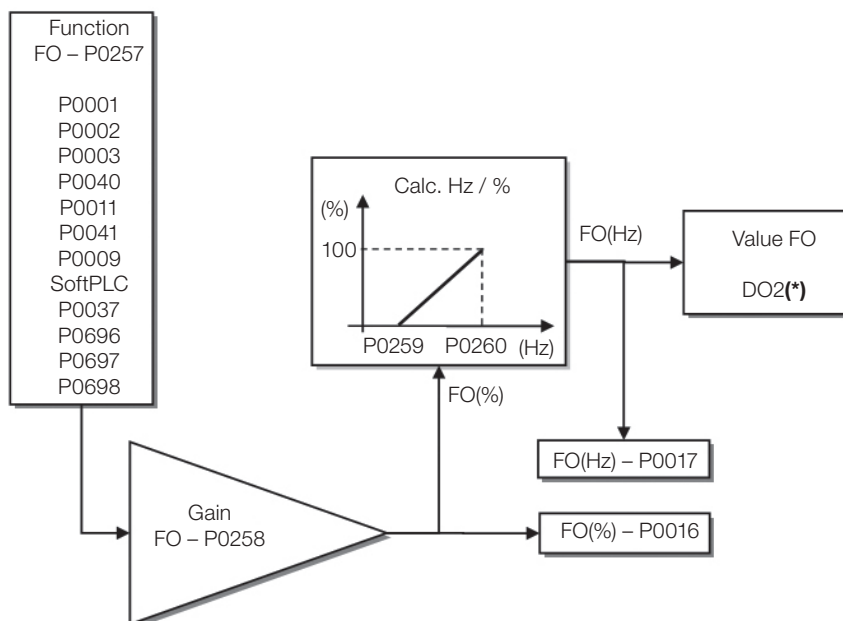 Function
FO – P0257
P0001
P0002
P0003
P0040
P0011
P0041
P0009
SoftPLC
P0037
P0696
P0697
P0698
Gain
FO – P0258
Calc. Hz / %
(%)
100
P0259 P0260 (Hz)
FO(%)
FO(Hz)
Value FO
DO2(*)
FO(Hz) – P0017
FO(%) – P0016